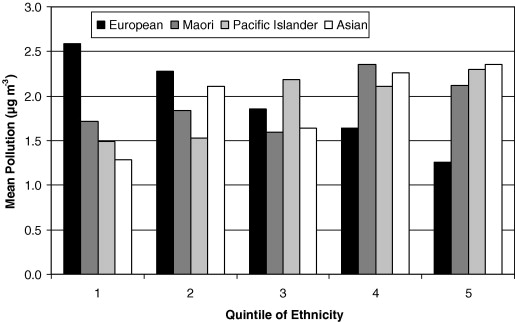 European Maori Pacific Islander Asian
3.0
2.5
2.0
1.5
1.0
0.5
0.0
Mean Pollution (µg m³)
1 2 3 4 5
Quintile of Ethnicity